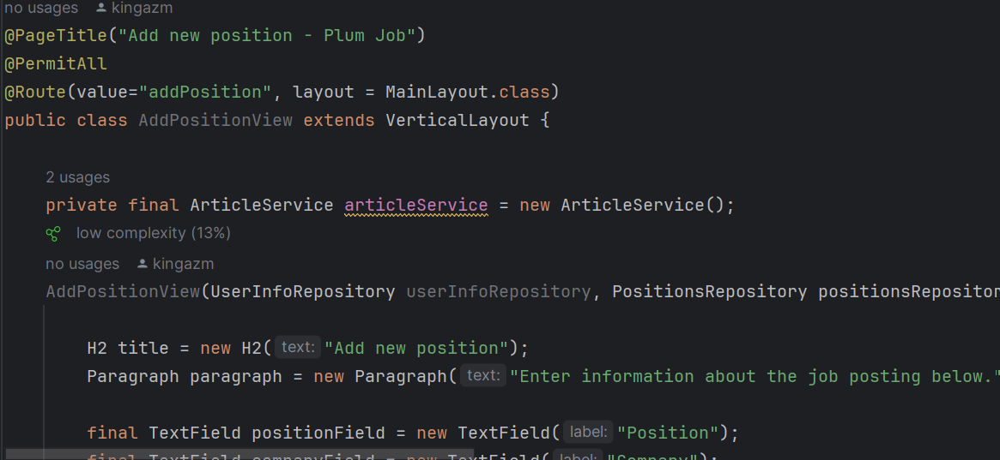 no usages kingazm
@PageTitle("Add new position - Plum Job")
@PermitAll
@Route(value="addPosition", layout = MainLayout.class)
public class AddPositionView extends VerticalLayout {
2 usages
private final ArticleService articleService = new ArticleService();
low complexity (13%)
no usages kingazm
AddPositionView(UserInfoRepository userInfoRepository, PositionsRepository positionsRepositor
H2 title = new H2( text: "Add new position");
Paragraph paragraph = new Paragraph( text: "Enter information about the job posting below."
final TextField positionField = new TextField( label: "Position");
final TextField companyField = new TextField( label: "Company");